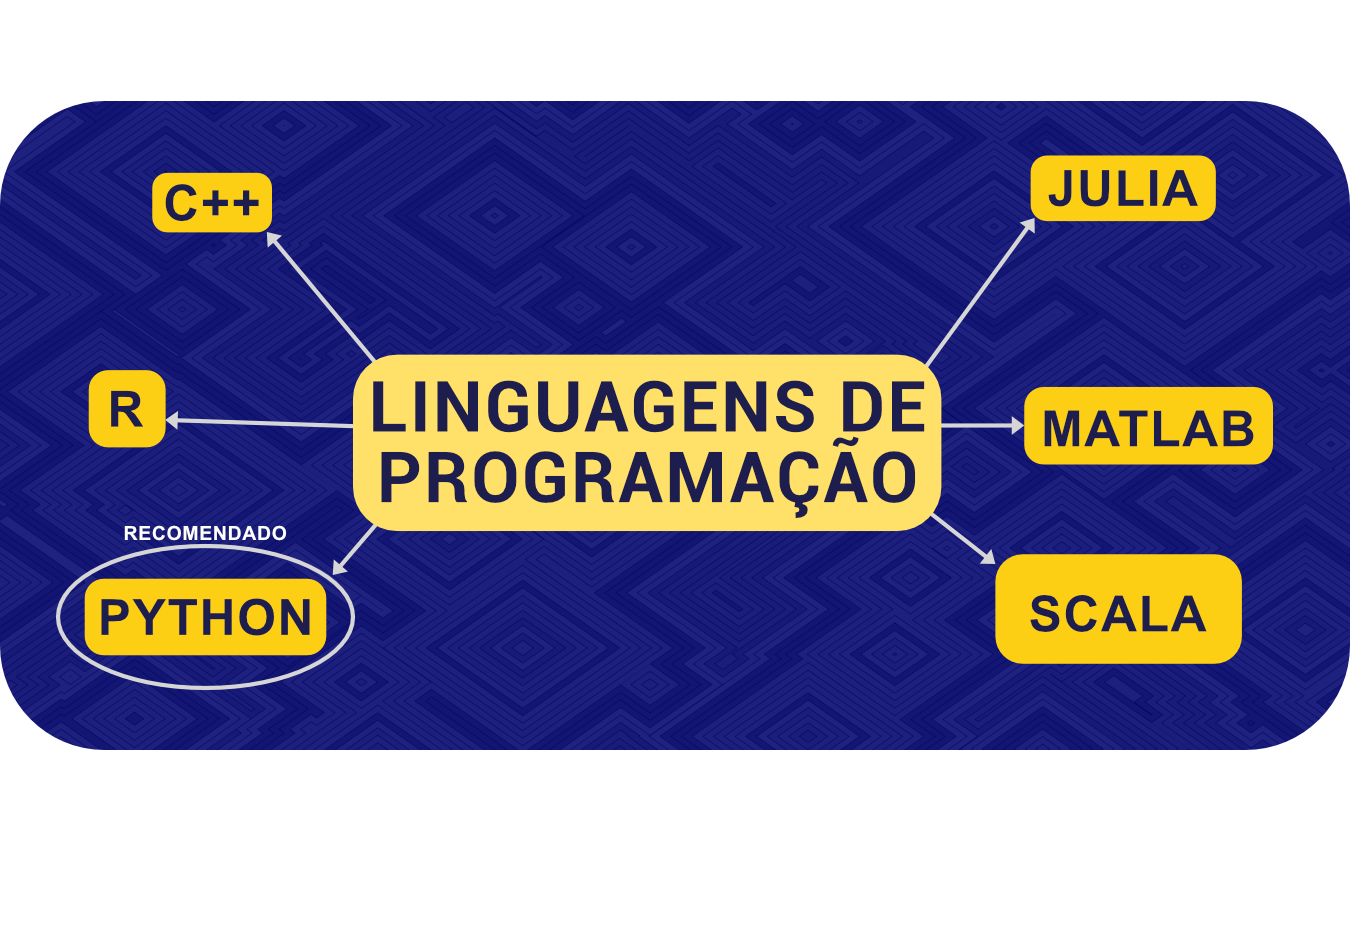 C++
JULIA
R
LINGUAGENS DE
PROGRAMAÇÃO
MATLAB
RECOMENDADO
PYTHON
SCALA